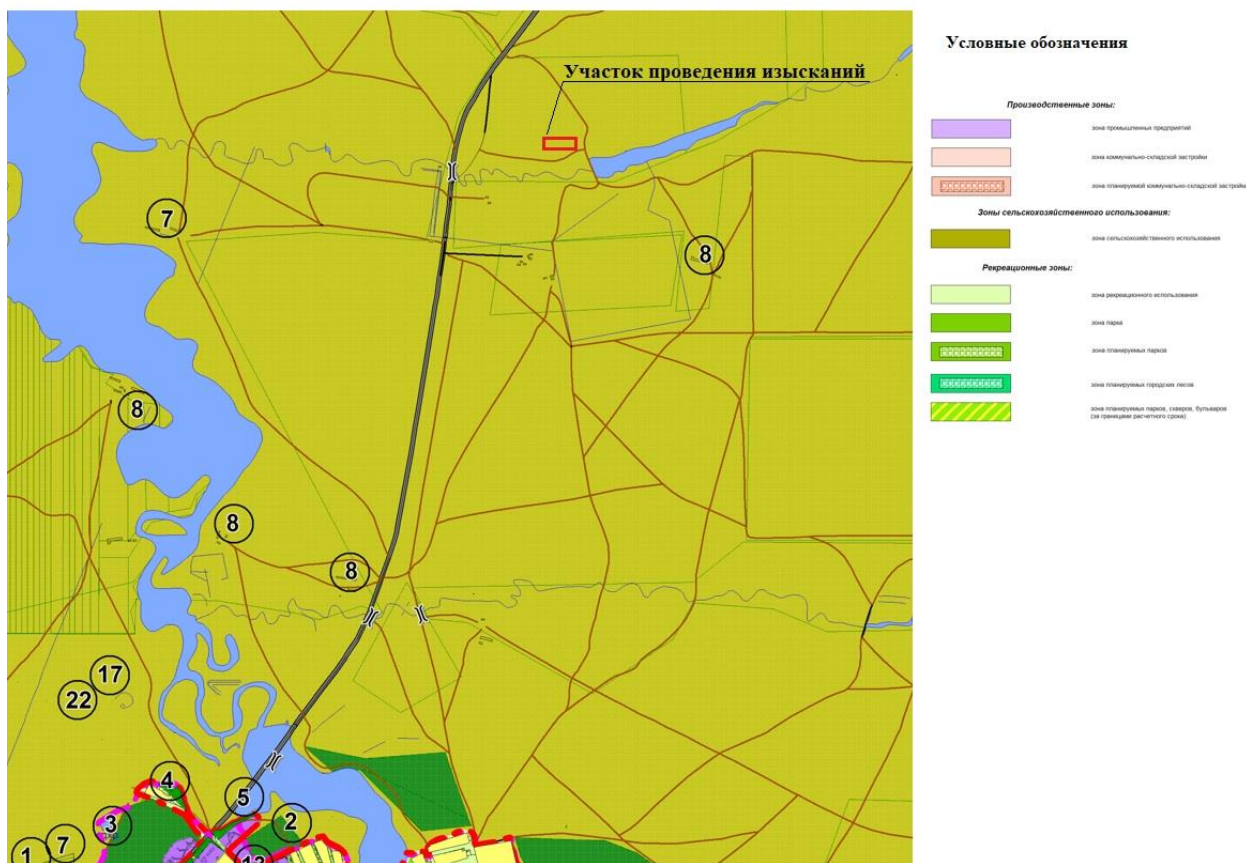 Условные обозначения
Участок проведения изысканий
Производственные зоны:
зона промышленных предприятий
зона коммунально-складской застройки
зона планируемой коммунально-складской застройки
Зоны сельскохозяйственного использования:
зона сельскохозяйственного использования
Рекреационные зоны:
зона рекреационного использования
зона парка
зона планируемых парков
зона планируемых городских лесов
зона планируемых парков, скверов, бульваров
(за границами расчетного срока)
7
8
8
8
8
17
22
4
5
3
2
7
1
13